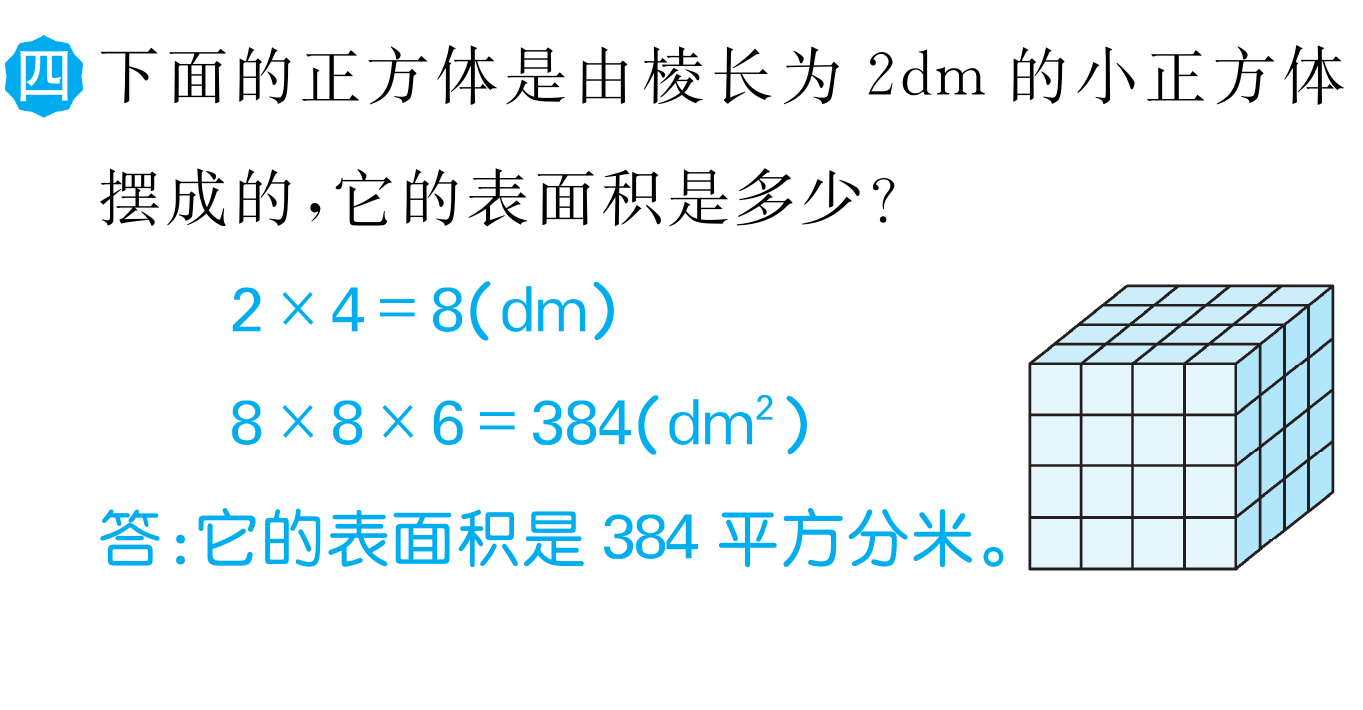 四 下面的正方体是由棱长为 2dm 的小正方体
摆成的,它的表面积是多少?
2×4=8(dm)
8×8×6=384(dm²)
答:它的表面积是 384 平方分米。